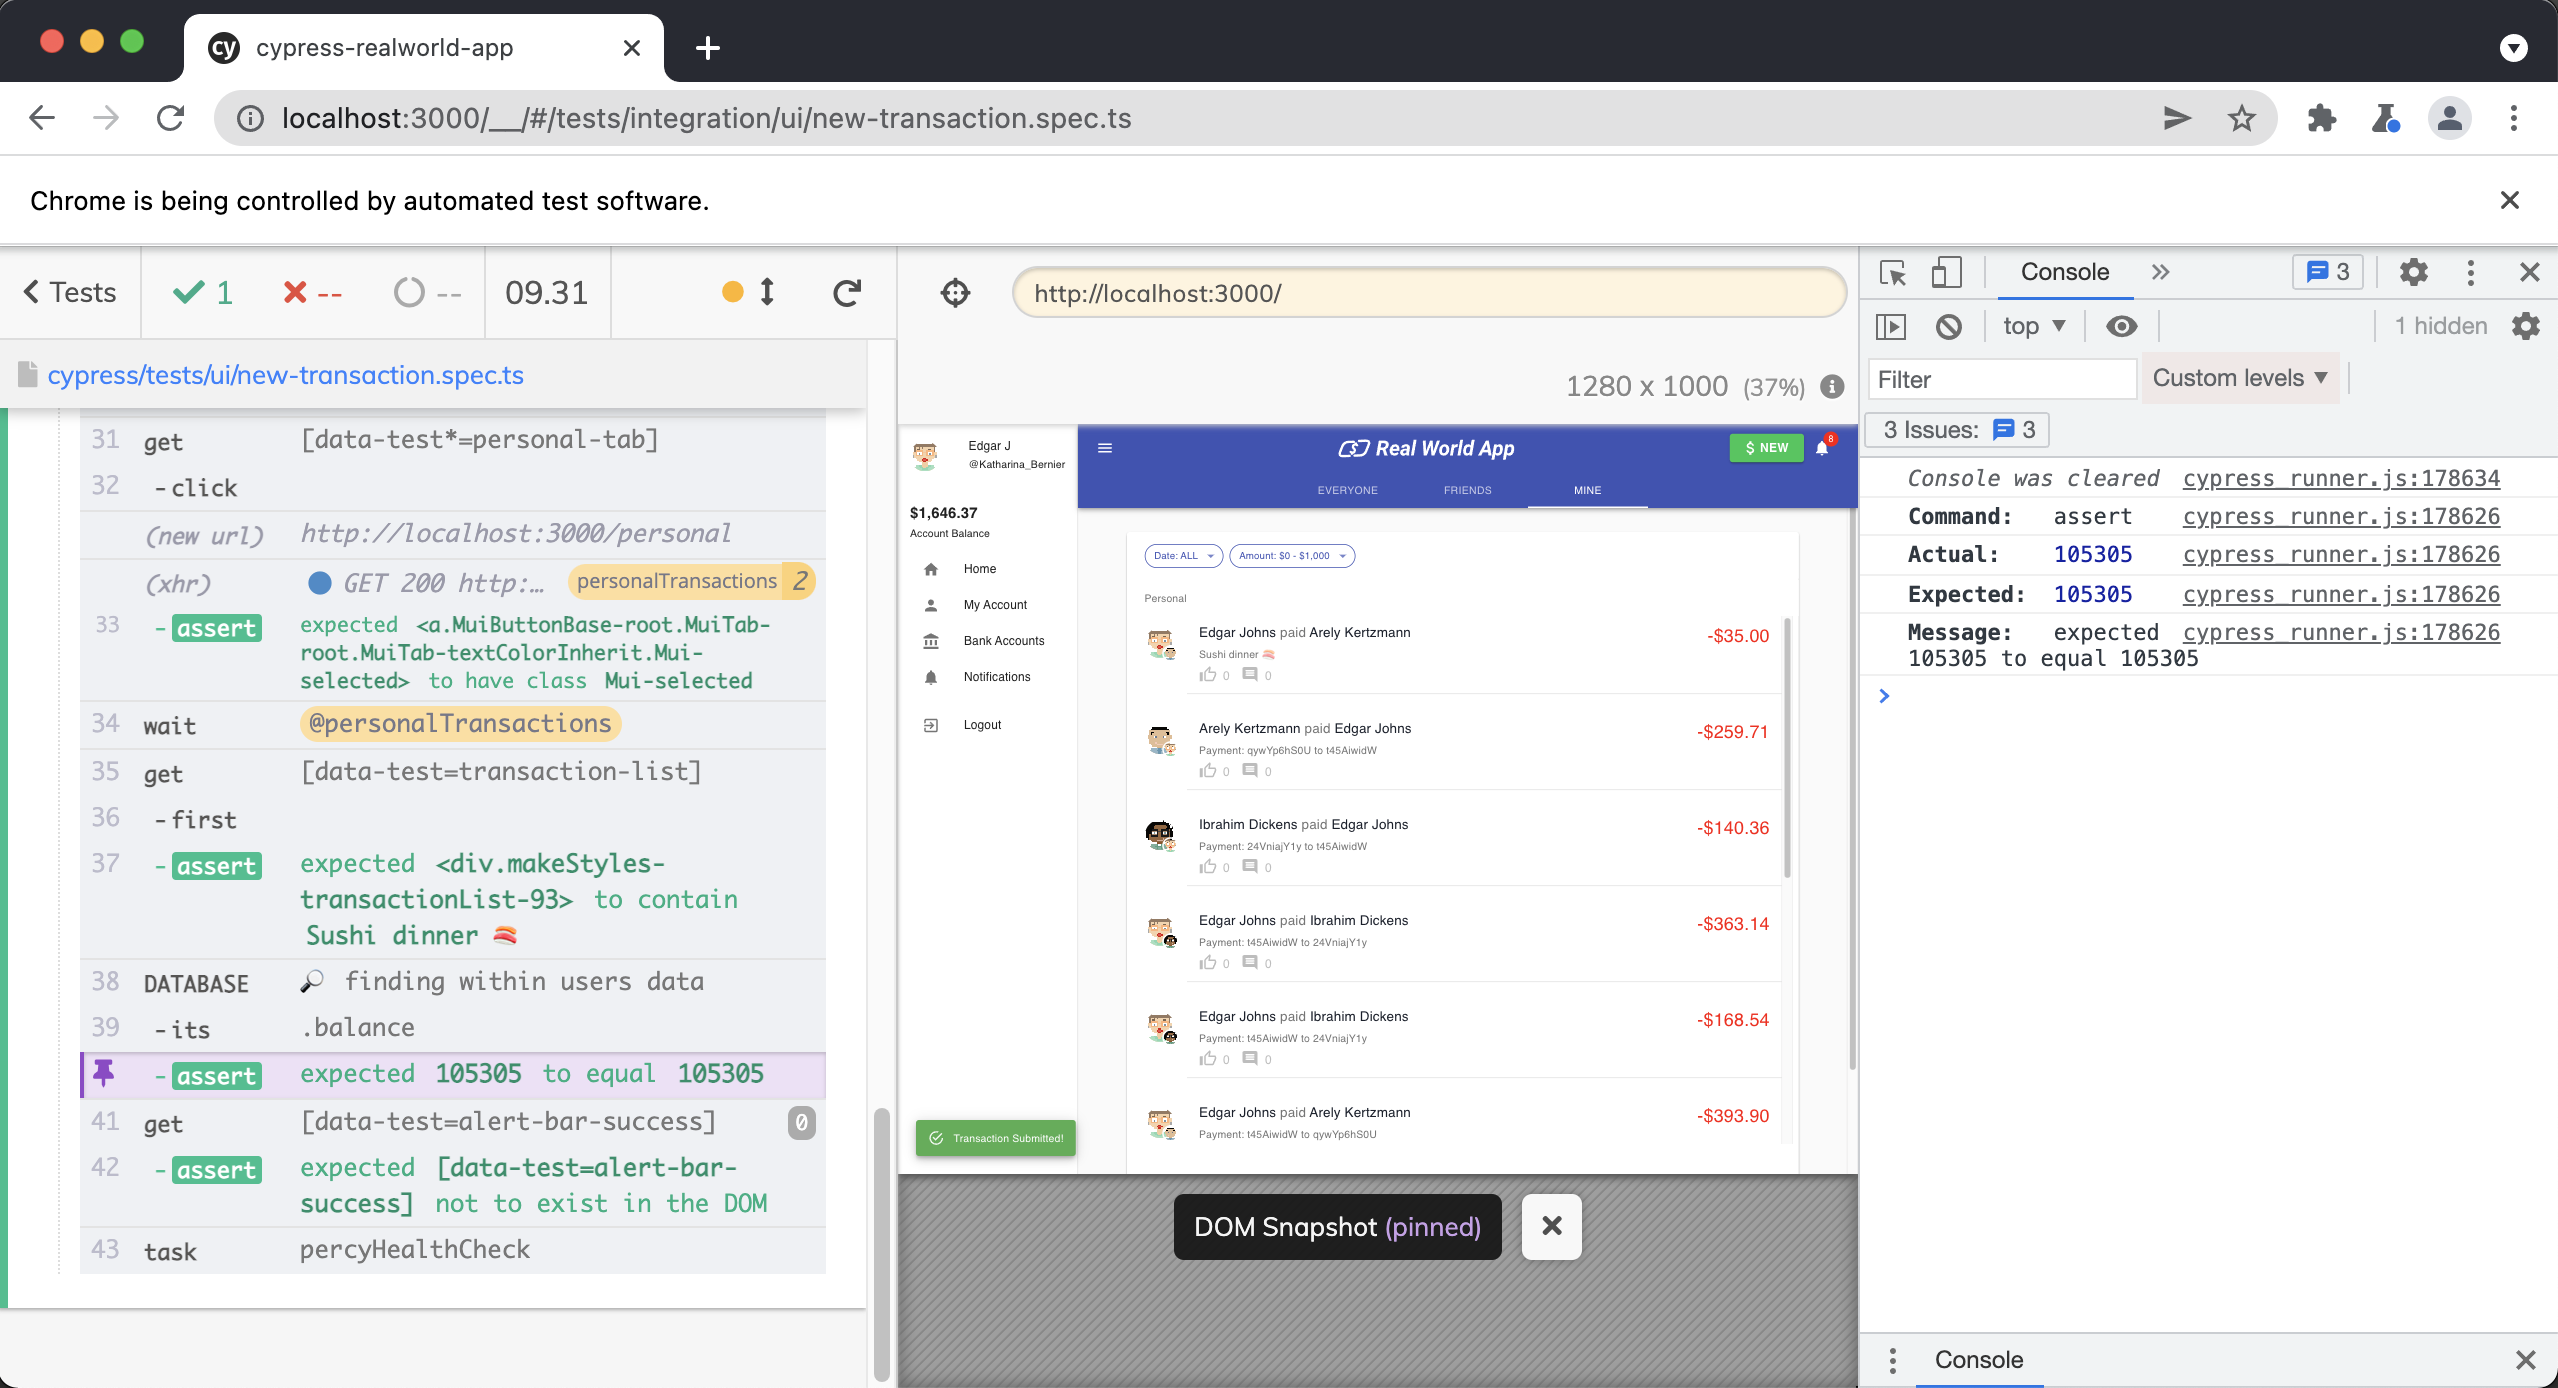 cypress-realworld-app
localhost:3000/__/#/tests/integration/ui/new-transaction.spec.ts
Chrome is being controlled by automated test software.
Tests
1
--
--
09.31
cypress/tests/ui/new-transaction.spec.ts
31 get [data-test*=personal-tab]
32 -click
(new url) http://localhost:3000/personal
(xhr) GET 200 http:… personalTransactions 2
33 -assert expected <a.MuiButtonBase-root.MuiTab-
root.MuiTab-textColorInherit.Mui-
selected> to have class Mui-selected
34 wait @personalTransactions
35 get [data-test=transaction-list]
36 -first
37 -assert expected <div.makeStyles-
transactionList-93> to contain
Sushi dinner 🍣
38 DATABASE 🔎 finding within users data
39 -its .balance
-assert expected 105305 to equal 105305
41 get [data-test=alert-bar-success] 0
42 -assert expected [data-test=alert-bar-
success] not to exist in the DOM
43 task percyHealthCheck
http://localhost:3000/
1280 x 1000 (37%)
Edgar J
@Katharina_Bernier
$1,646.37
Account Balance
Home
My Account
Bank Accounts
Notifications
Logout
Transaction Submitted!
Real World App
$ NEW
8
EVERYONE FRIENDS MINE
Date: ALL Amount: $0 - $1,000
Personal
Edgar Johns paid Arely Kertzmann -$35.00
Sushi dinner 🍣
0 0
Arely Kertzmann paid Edgar Johns -$259.71
Payment: qywYp6hS0U to t45AiwidW
0 0
Ibrahim Dickens paid Edgar Johns -$140.36
Payment: 24VniajY1y to t45AiwidW
0 0
Edgar Johns paid Ibrahim Dickens -$363.14
Payment: t45AiwidW to 24VniajY1y
0 0
Edgar Johns paid Ibrahim Dickens -$168.54
Payment: t45AiwidW to 24VniajY1y
0 0
Edgar Johns paid Arely Kertzmann -$393.90
Payment: t45AiwidW to qywYp6hS0U
DOM Snapshot (pinned)
Console
3
top
1 hidden
Filter
Custom levels
3 Issues: 3
Console was cleared cypress_runner.js:178634
Command: assert cypress_runner.js:178626
Actual: 105305 cypress_runner.js:178626
Expected: 105305 cypress_runner.js:178626
Message: expected cypress_runner.js:178626
105305 to equal 105305
Console